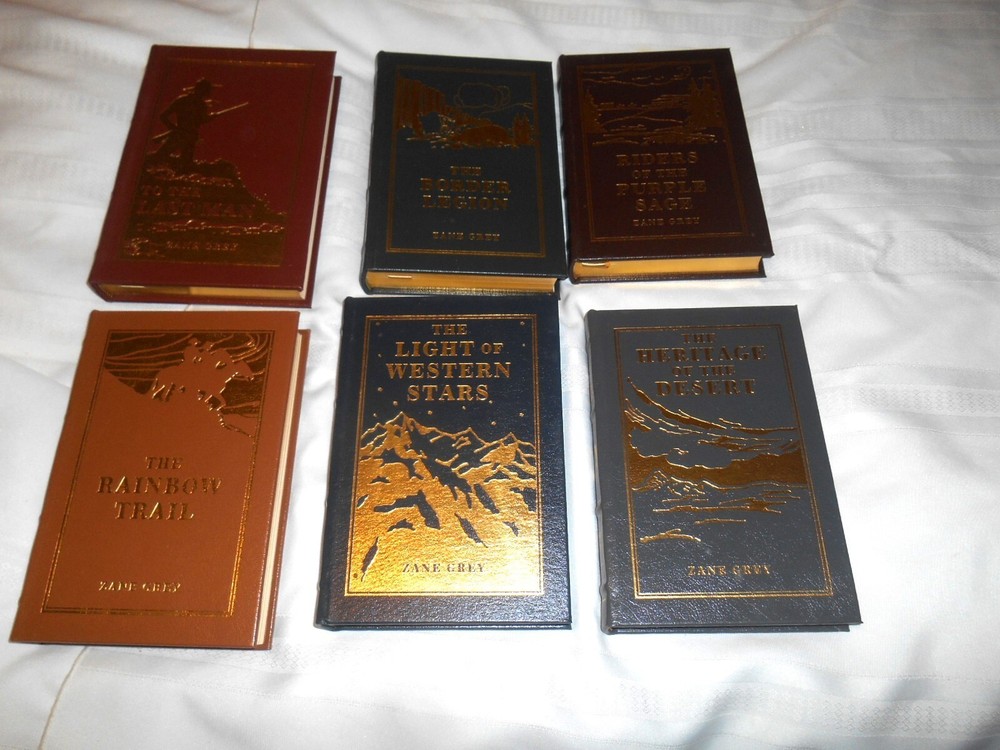 TO THE
LAST MAN
ZANE GREY
THE
BORDER
LEGION
ZANE GREY
RIDERS
OF THE
PURPLE
SAGE
ZANE GREY
THE
RAINBOW
TRAIL
ZANE GREY
THE
LIGHT OF
WESTERN
STARS
ZANE GREY
THE
HERITAGE
OF THE
DESERT
ZANE GREY